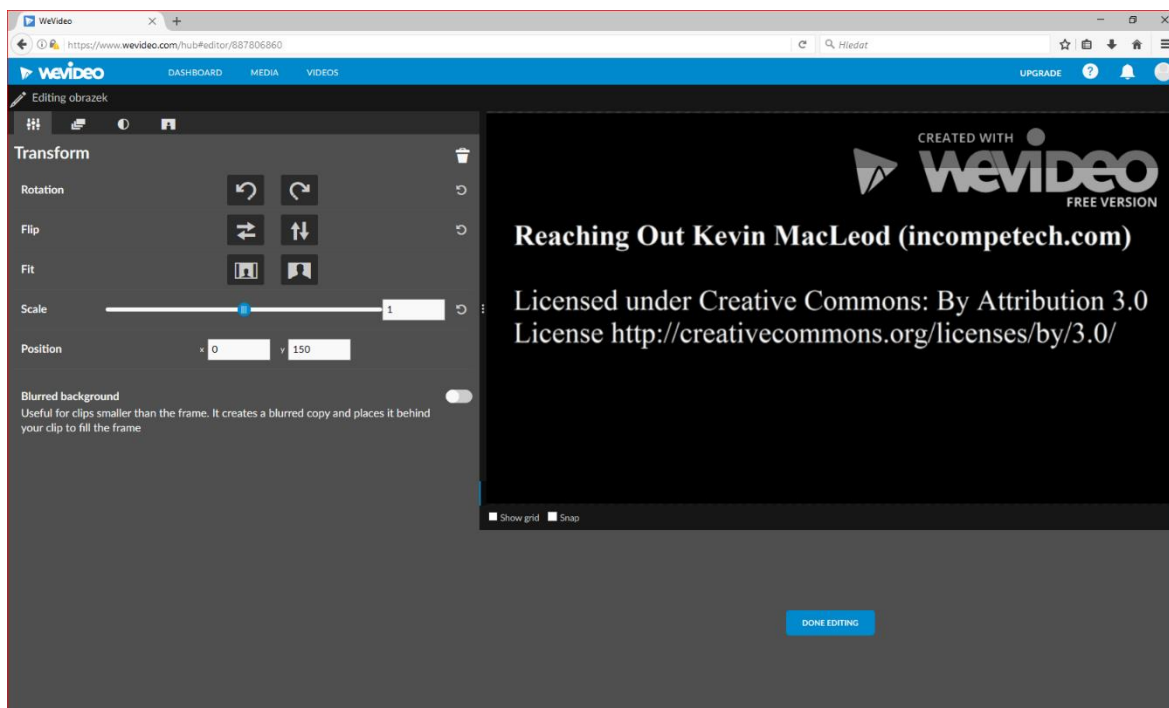 WeVideo
https://www.wevideo.com/hub#editor/887806860
Hledat
WeVIDEO
DASHBOARD MEDIA VIDEOS
UPGRADE ?
Editing obrazek
Transform
Rotation
Flip
Fit
Scale 1
Position x 0 y 150
Blurred background
Useful for clips smaller than the frame. It creates a blurred copy and places it behind
your clip to fill the frame
CREATED WITH
WEVIDEO
FREE VERSION
Reaching Out Kevin MacLeod (incompetech.com)
Licensed under Creative Commons: By Attribution 3.0
License http://creativecommons.org/licenses/by/3.0/
Show grid Snap
DONE EDITING